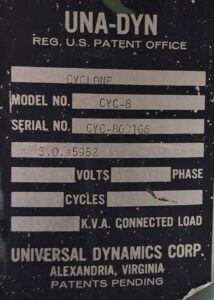 UNA-DYN
REG. U.S. PATENT OFFICE
CYCLONE
MODEL NO. CYC-8
SERIAL NO. CYC-860166
S.O.#5952
VOLTS PHASE
CYCLES
K.V.A. CONNECTED LOAD
UNIVERSAL DYNAMICS CORP.
ALEXANDRIA, VIRGINIA
PATENTS PENDING